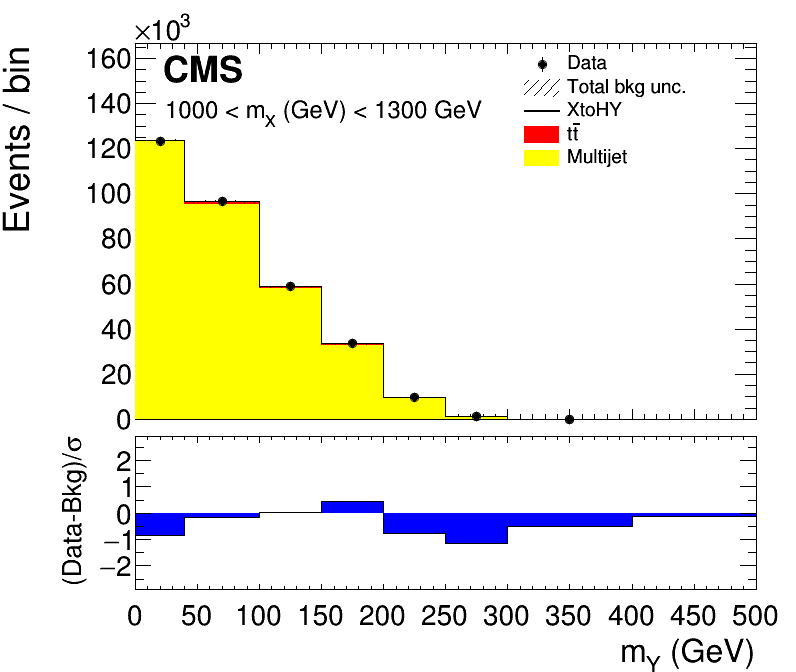 ×10³
Events / bin
160
140
120
100
80
60
40
20
0
CMS
1000 < m_X (GeV) < 1300 GeV
Data
Total bkg unc.
XtoHY
tt̄
Multijet
(Data-Bkg)/σ
2
1
0
−1
−2
0 50 100 150 200 250 300 350 400 450 500
m_Y (GeV)